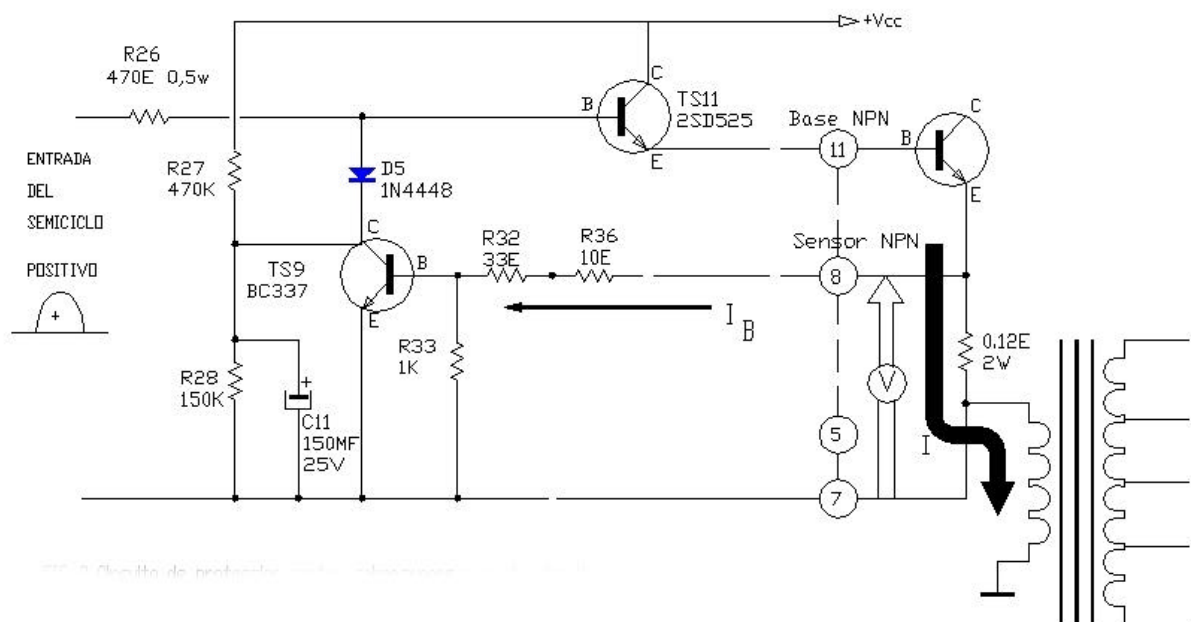 +Vcc
R26
470E 0,5w
C
B
TS11
2SD525
E
Base NPN
11
B
C
E
ENTRADA
DEL
SEMICICLO
POSITIVO
+
R27
470K
D5
1N4448
C
TS9
BC337
B
E
R32
33E
R36
10E
Sensor NPN
8
I B
R33
1K
R28
150K
+
C11
150MF
25V
V
0.12E
2W
5
I
7
Circuito de